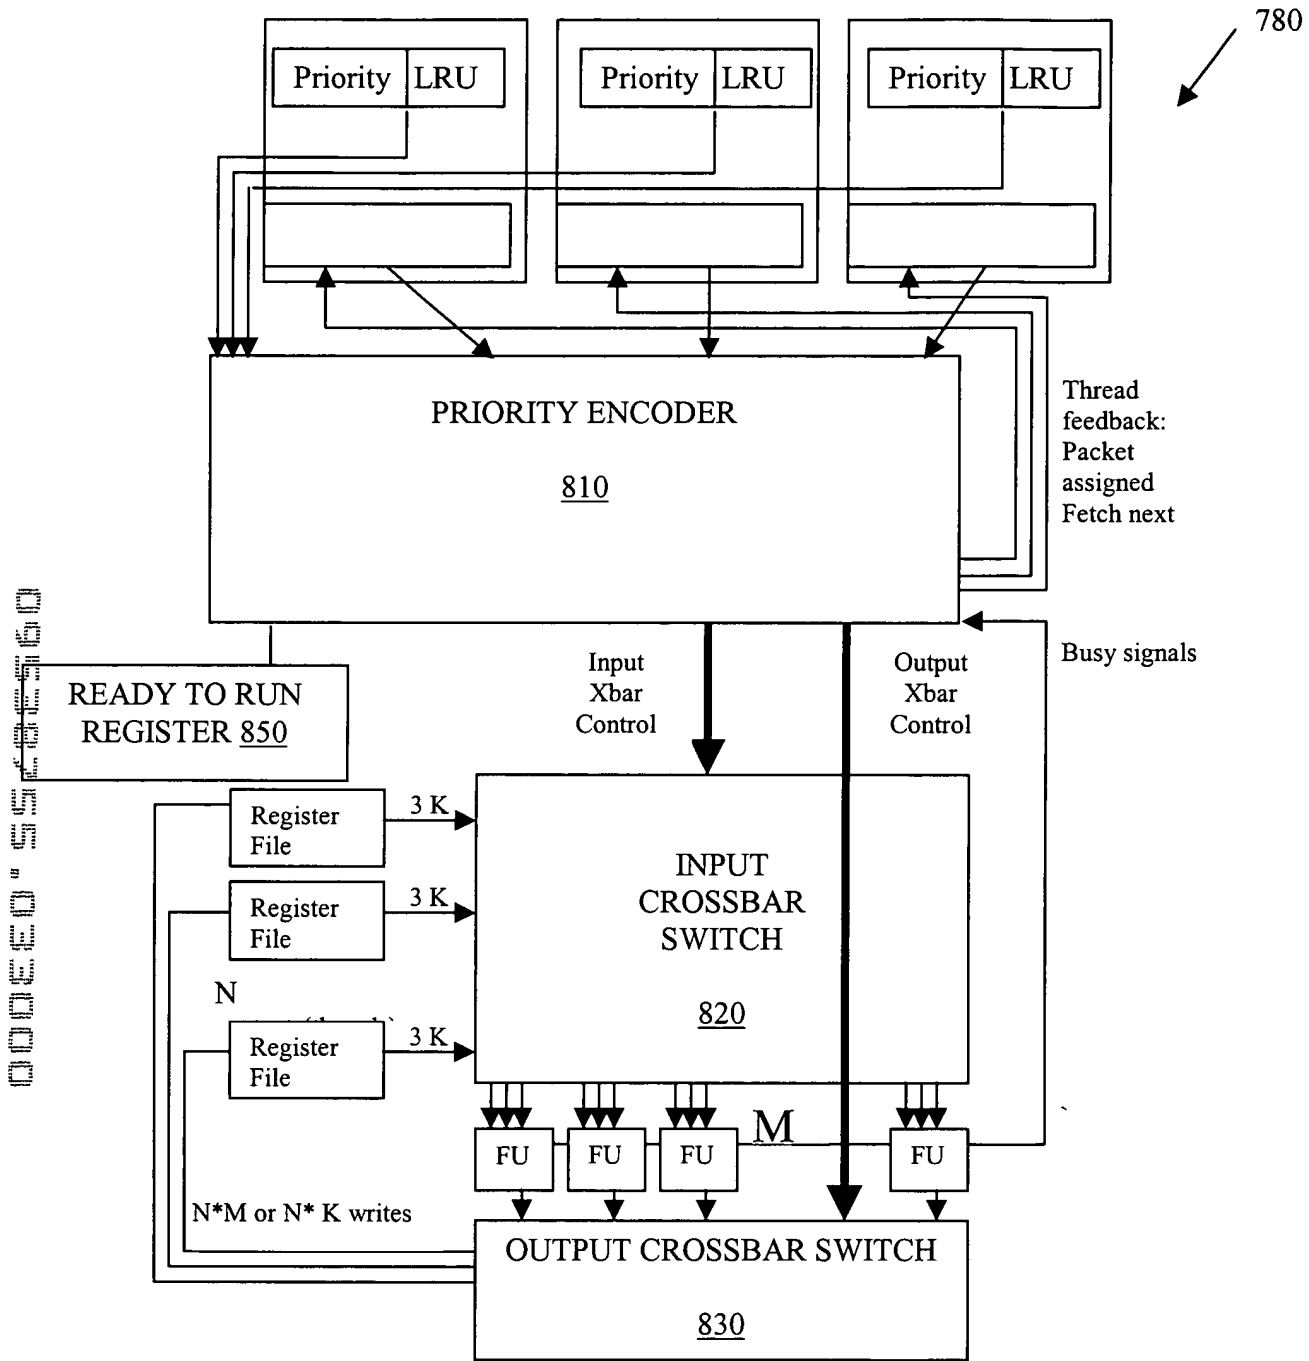 780
Priority LRU
Priority LRU
Priority LRU
PRIORITY ENCODER
810
Thread
feedback:
Packet
assigned
Fetch next
Busy signals
Input
Xbar
Control
Output
Xbar
Control
READY TO RUN
REGISTER 850
Register
File
3 K
Register
File
3 K
N
Register
File
3 K
INPUT
CROSSBAR
SWITCH
820
FU
FU
FU
M
FU
N*M or N* K writes
OUTPUT CROSSBAR SWITCH
830